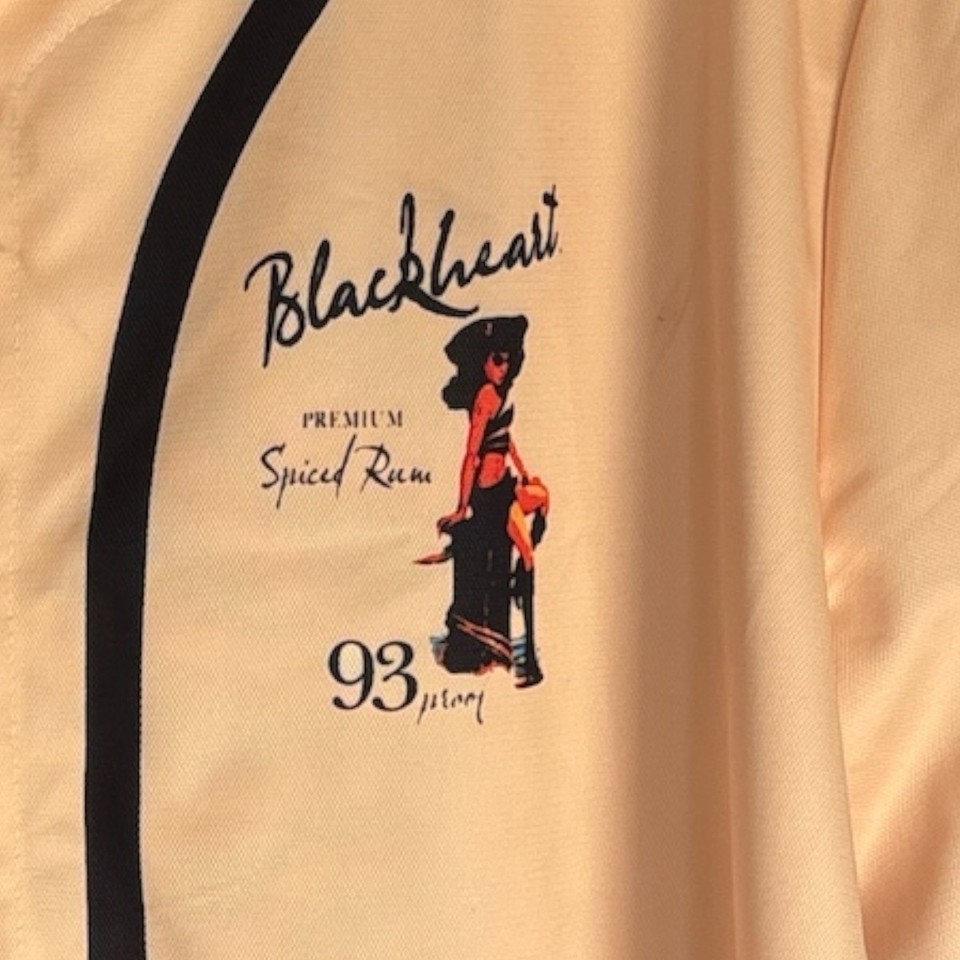 Blackheart
PREMIUM
Spiced Rum
93 proof